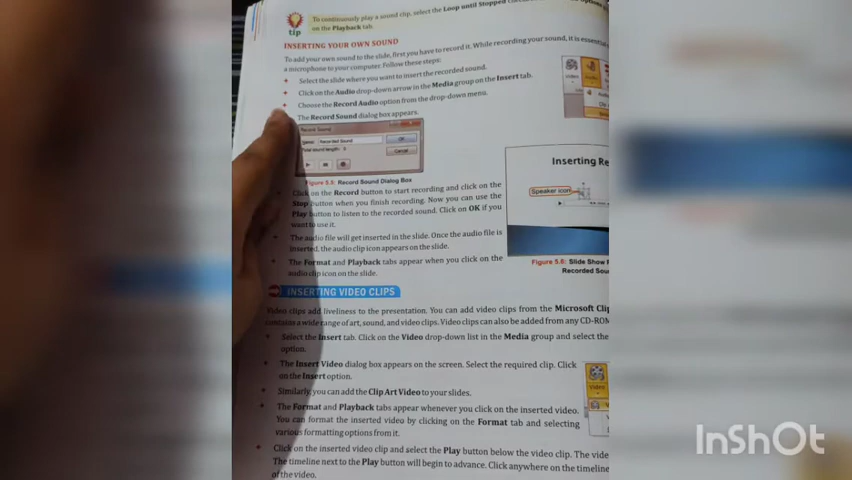 To continuously play a sound clip, select the Loop until Stopped
on the Playback tab.
tip
INSERTING YOUR OWN SOUND
To add your own sound to the slide, first you have to record it. While recording your sound, it is essential
a microphone to your computer. Follow these steps:
Select the slide where you want to insert the recorded sound.
Click on the Audio drop-down arrow in the Media group on the Insert tab.
Choose the Record Audio option from the drop-down menu.
The Record Sound dialog box appears.
Video
Audio
Record Sound
Name: Recorded Sound
OK
Total sound length: 0
Cancel
Figure 5.5: Record Sound Dialog Box
Inserting Re
Speaker icon
Click on the Record button to start recording and click on the
Stop button when you finish recording. Now you can use the
Play button to listen to the recorded sound. Click on OK if you
want to use it.
The audio file will get inserted in the slide. Once the audio file is
inserted, the audio clip icon appears on the slide.
The Format and Playback tabs appear when you click on the
audio clip icon on the slide.
Figure 5.6: Slide Show
Recorded Sou
INSERTING VIDEO CLIPS
Video clips add liveliness to the presentation. You can add video clips from the Microsoft Clip
contains a wide range of art, sound, and video clips. Video clips can also be added from any CD-ROM
Select the Insert tab. Click on the Video drop-down list in the Media group and select the
option.
The Insert Video dialog box appears on the screen. Select the required clip. Click
on the Insert option.
Similarly, you can add the Clip Art Video to your slides.
Video
The Format and Playback tabs appear whenever you click on the inserted video.
You can format the inserted video by clicking on the Format tab and selecting
various formatting options from it.
Click on the inserted video clip and select the Play button below the video clip. The vide
The timeline next to the Play button will begin to advance. Click anywhere on the timeline
of the video.
InShOt